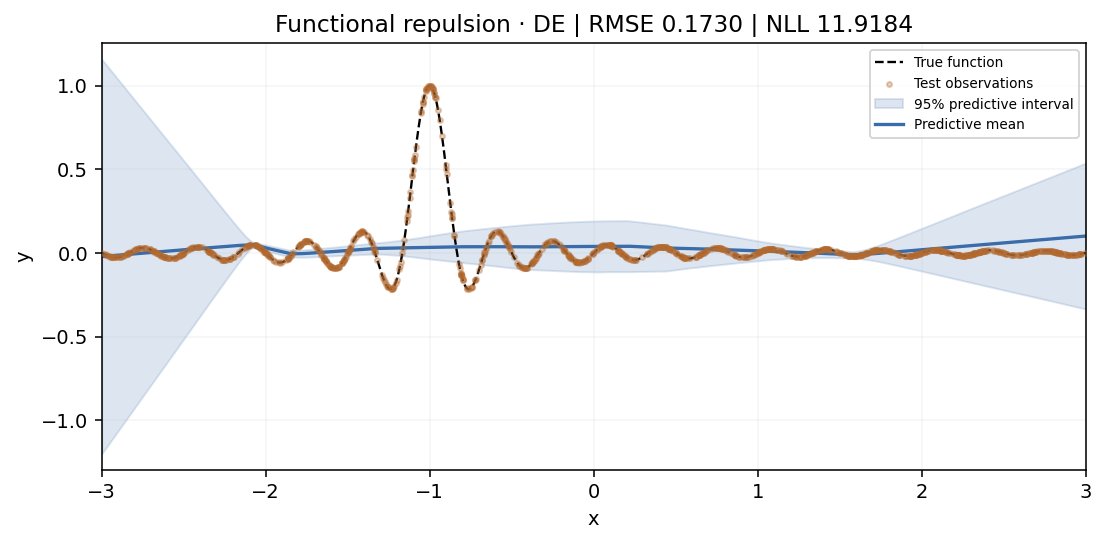 Functional repulsion · DE | RMSE 0.1730 | NLL 11.9184
True function
Test observations
95% predictive interval
Predictive mean
1.0
0.5
0.0
−0.5
−1.0
y
−3
−2
−1
0
1
2
3
x